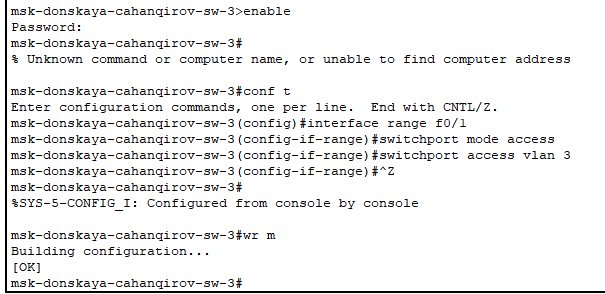 msk-donskaya-cahanqirov-sw-3>enable
Password:
msk-donskaya-cahanqirov-sw-3#
% Unknown command or computer name, or unable to find computer address
msk-donskaya-cahanqirov-sw-3#conf t
Enter configuration commands, one per line.  End with CNTL/Z.
msk-donskaya-cahanqirov-sw-3(config)#interface range f0/1
msk-donskaya-cahanqirov-sw-3(config-if-range)#switchport mode access
msk-donskaya-cahanqirov-sw-3(config-if-range)#switchport access vlan 3
msk-donskaya-cahanqirov-sw-3(config-if-range)#^Z
msk-donskaya-cahanqirov-sw-3#
%SYS-5-CONFIG_I: Configured from console by console
msk-donskaya-cahanqirov-sw-3#wr m
Building configuration...
[OK]
msk-donskaya-cahanqirov-sw-3#